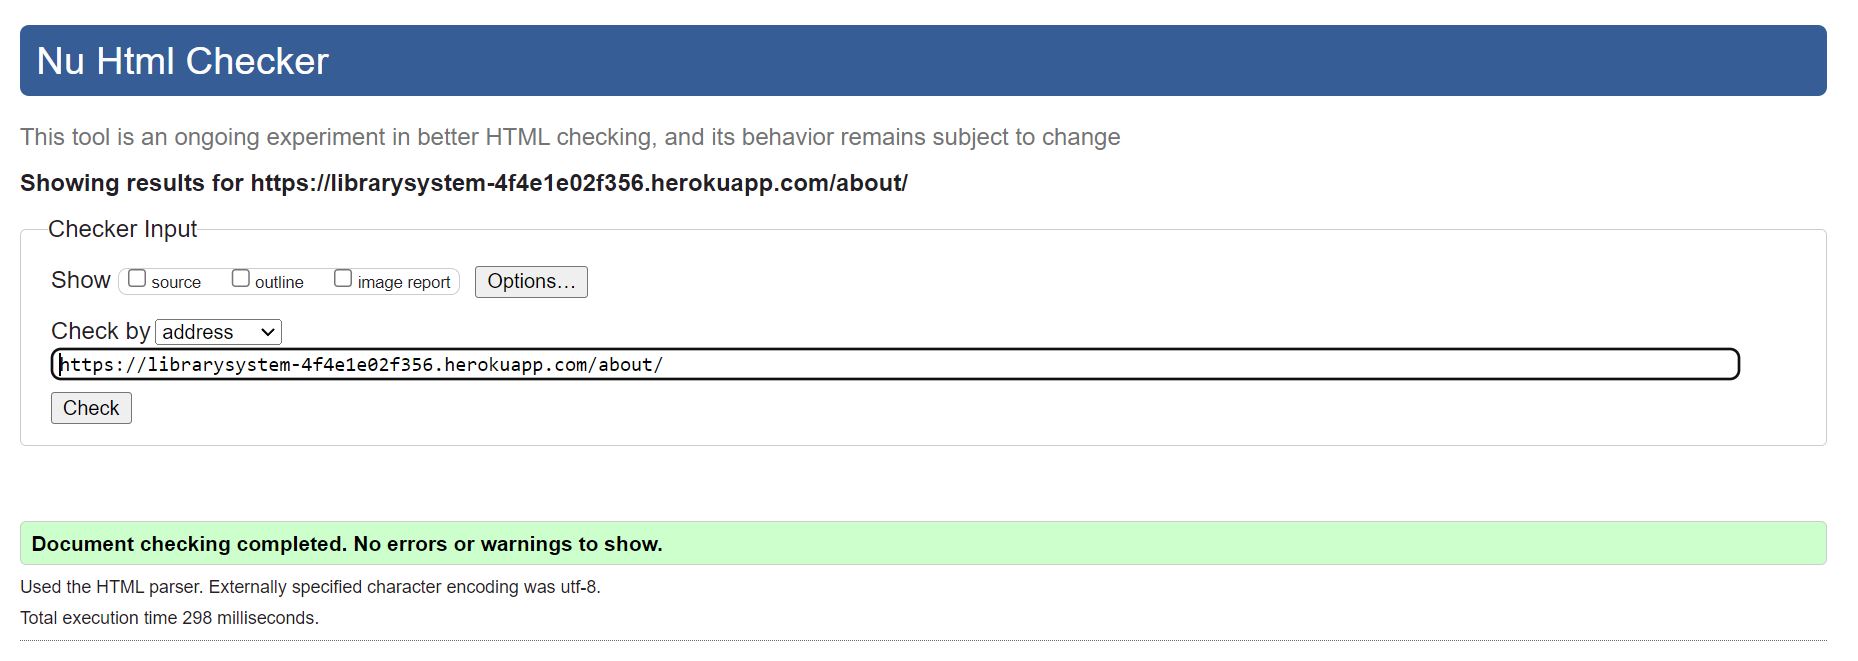 Nu Html Checker
This tool is an ongoing experiment in better HTML checking, and its behavior remains subject to change
Showing results for https://librarysystem-4f4e1e02f356.herokuapp.com/about/
Checker Input
Show source outline image report Options...
Check by address
https://librarysystem-4f4e1e02f356.herokuapp.com/about/
Check
Document checking completed. No errors or warnings to show.
Used the HTML parser. Externally specified character encoding was utf-8.
Total execution time 298 milliseconds.